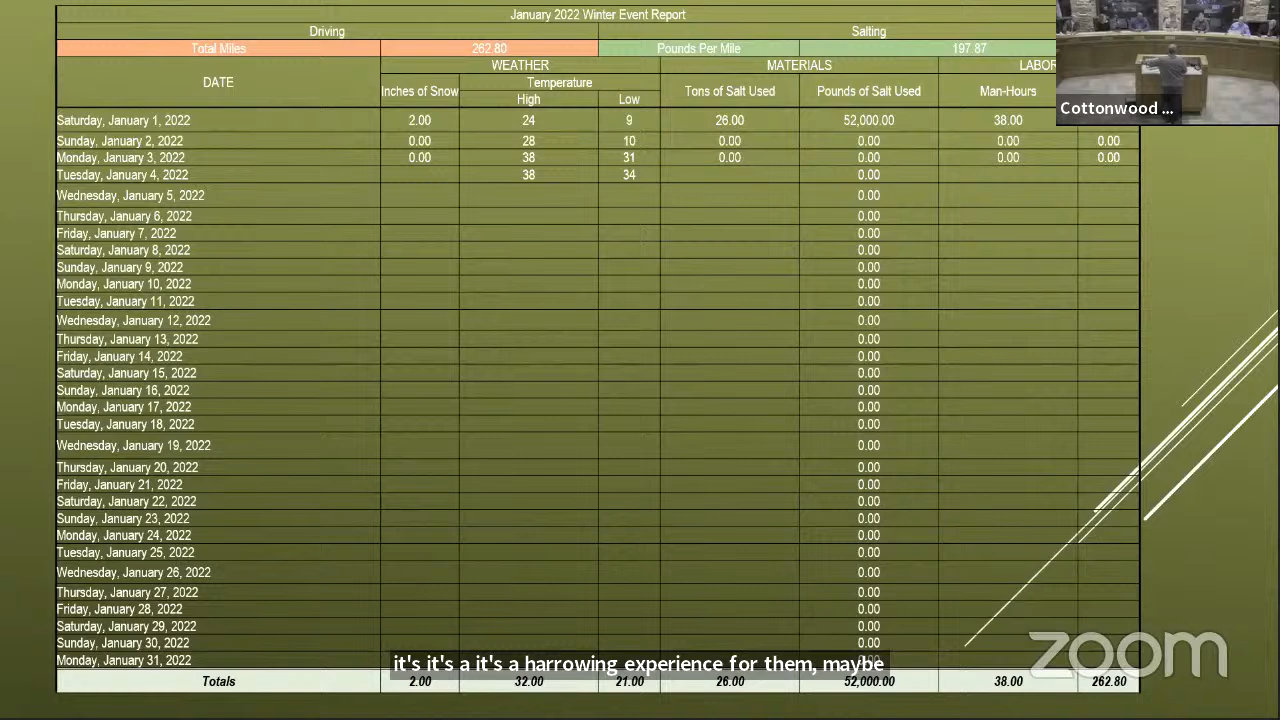 January 2022 Winter Event Report
Driving Salting
Total Miles 262.80 Pounds Per Mile 197.87
WEATHER MATERIALS LABOR
DATE Inches of Snow Temperature Tons of Salt Used Pounds of Salt Used Man-Hours
High Low
Cottonwood ...
Saturday, January 1, 2022 2.00 24 9 26.00 52,000.00 38.00
Sunday, January 2, 2022 0.00 28 10 0.00 0.00 0.00 0.00
Monday, January 3, 2022 0.00 38 31 0.00 0.00 0.00 0.00
Tuesday, January 4, 2022 38 34 0.00
Wednesday, January 5, 2022 0.00
Thursday, January 6, 2022 0.00
Friday, January 7, 2022 0.00
Saturday, January 8, 2022 0.00
Sunday, January 9, 2022 0.00
Monday, January 10, 2022 0.00
Tuesday, January 11, 2022 0.00
Wednesday, January 12, 2022 0.00
Thursday, January 13, 2022 0.00
Friday, January 14, 2022 0.00
Saturday, January 15, 2022 0.00
Sunday, January 16, 2022 0.00
Monday, January 17, 2022 0.00
Tuesday, January 18, 2022 0.00
Wednesday, January 19, 2022 0.00
Thursday, January 20, 2022 0.00
Friday, January 21, 2022 0.00
Saturday, January 22, 2022 0.00
Sunday, January 23, 2022 0.00
Monday, January 24, 2022 0.00
Tuesday, January 25, 2022 0.00
Wednesday, January 26, 2022 0.00
Thursday, January 27, 2022 0.00
Friday, January 28, 2022 0.00
Saturday, January 29, 2022 0.00
Sunday, January 30, 2022 0.00
Monday, January 31, 2022
it's it's a it's a harrowing experience for them, maybe
Totals 2.00 32.00 21.00 26.00 52,000.00 38.00 262.80
zoom